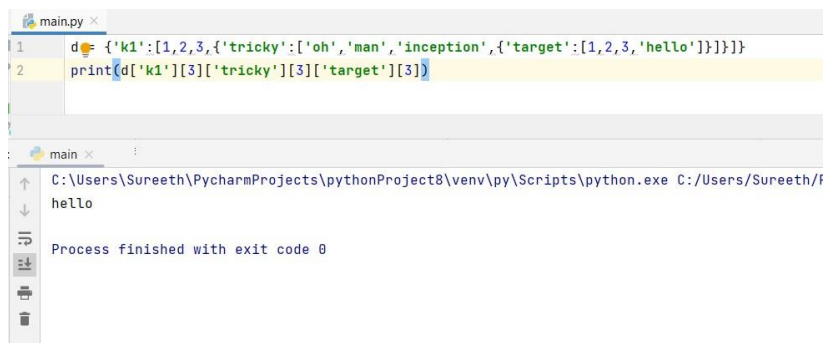 main.py
1 d = {'k1':[1,2,3,{'tricky':['oh','man','inception',{'target':[1,2,3,'hello']}]}]}
2 print(d['k1'][3]['tricky'][3]['target'][3])
main
C:\Users\Sureeth\PycharmProjects\pythonProject8\venv\py\Scripts\python.exe C:/Users/Sureeth/
hello
Process finished with exit code 0